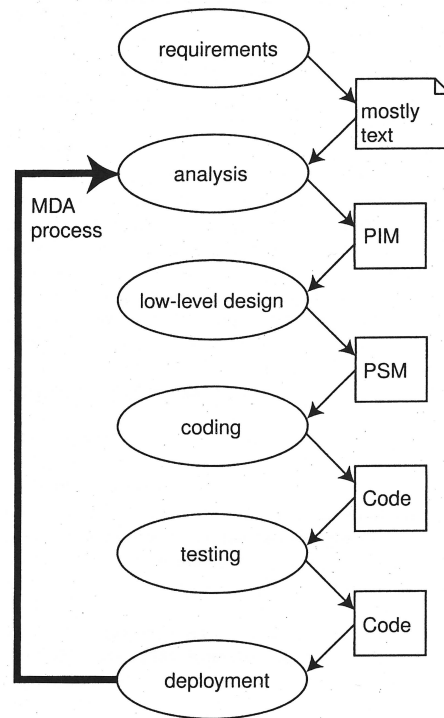 requirements
mostly
text
analysis
MDA
process
PIM
low-level design
PSM
coding
Code
testing
Code
deployment